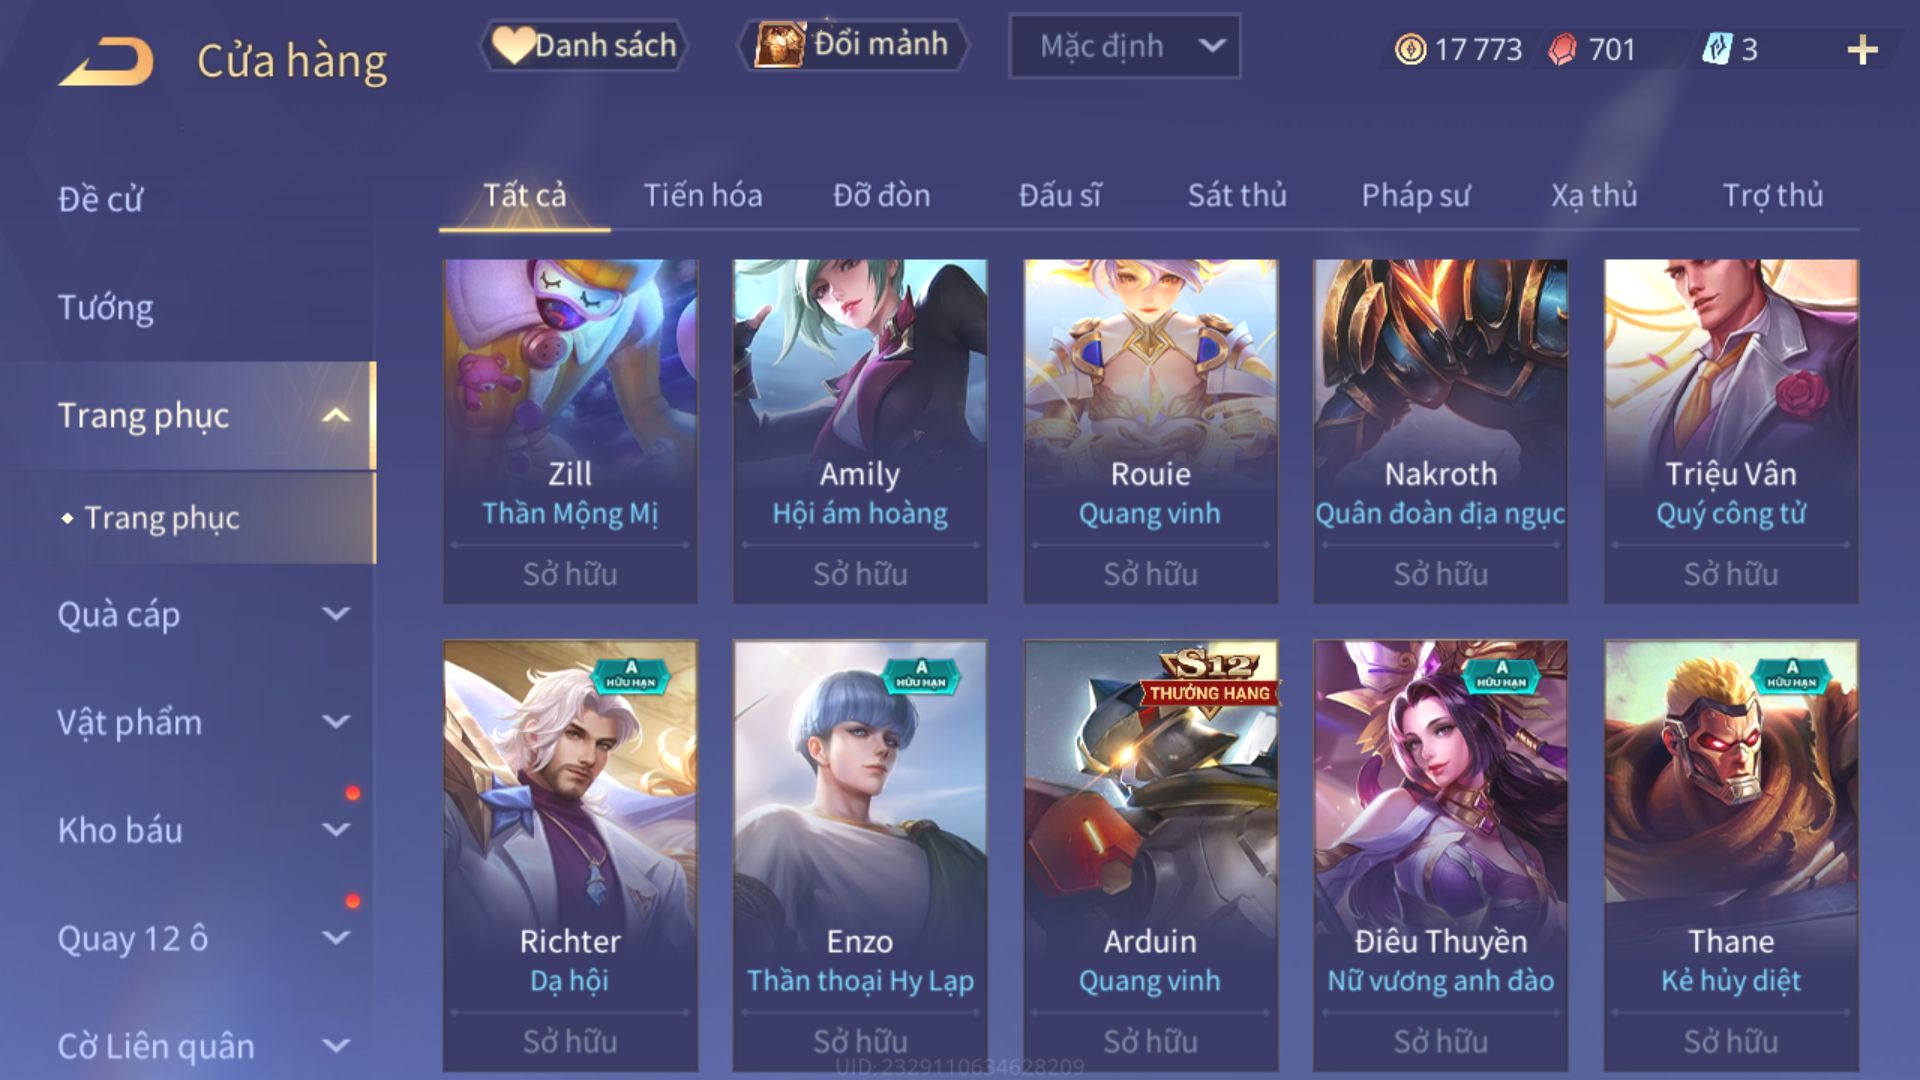 Cửa hàng
Danh sách
Đổi mảnh
Mặc định
17 773
701
3
Đề cử
Tướng
Trang phục
Trang phục
Quà cáp
Vật phẩm
Kho báu
Quay 12 ô
Cờ Liên quân
Tất cả
Tiến hóa
Đỡ đòn
Đấu sĩ
Sát thủ
Pháp sư
Xạ thủ
Trợ thủ
Zill
Thần Mộng Mị
Sở hữu
Amily
Hội ám hoàng
Sở hữu
Rouie
Quang vinh
Sở hữu
Nakroth
Quân đoàn địa ngục
Sở hữu
Triệu Vân
Quý công tử
Sở hữu
A
HỮU HẠN
Richter
Dạ hội
Sở hữu
A
HỮU HẠN
Enzo
Thần thoại Hy Lạp
Sở hữu
S12
THƯỞNG HẠNG
Arduin
Quang vinh
Sở hữu
A
HỮU HẠN
Điêu Thuyền
Nữ vương anh đào
Sở hữu
A
HỮU HẠN
Thane
Kẻ hủy diệt
Sở hữu
UID: 2329110634628209